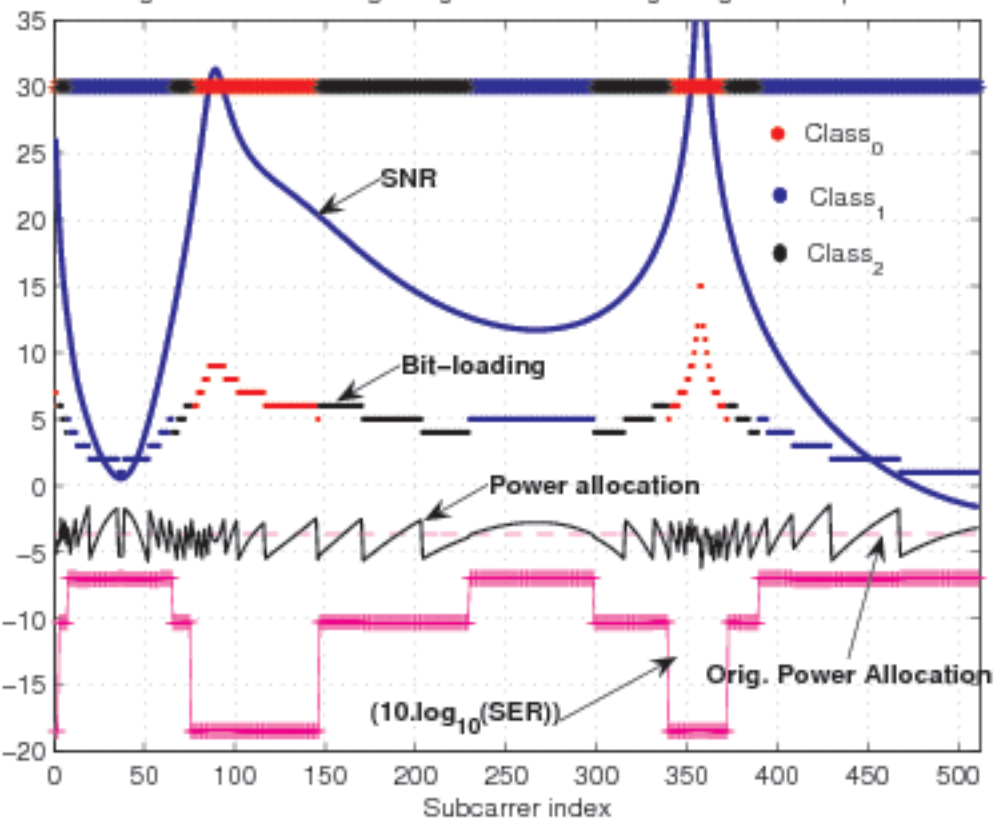 35
30
25
20
15
10
5
0
−5
−10
−15
−20
Class0
Class1
Class2
SNR
Bit−loading
Power allocation
Orig. Power Allocation
(10.log10(SER))
0 50 100 150 200 250 300 350 400 450 500
Subcarrer index